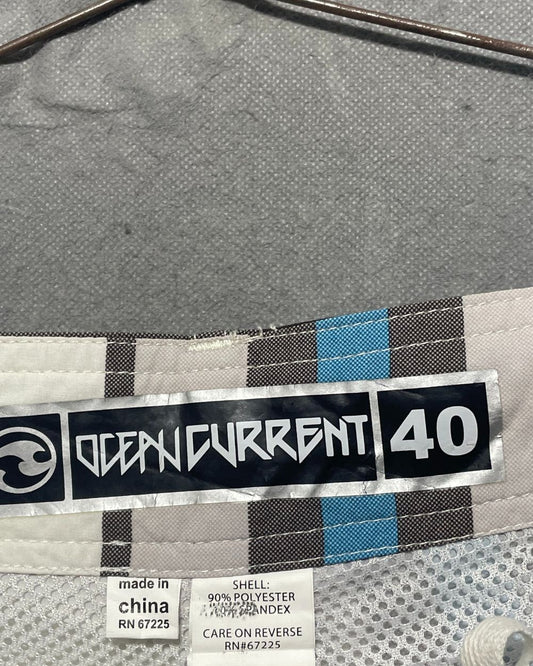 OCEAN CURRENT 40
made in
china
RN 67225
SHELL:
90% POLYESTER
CARE ON REVERSE
RN#67225